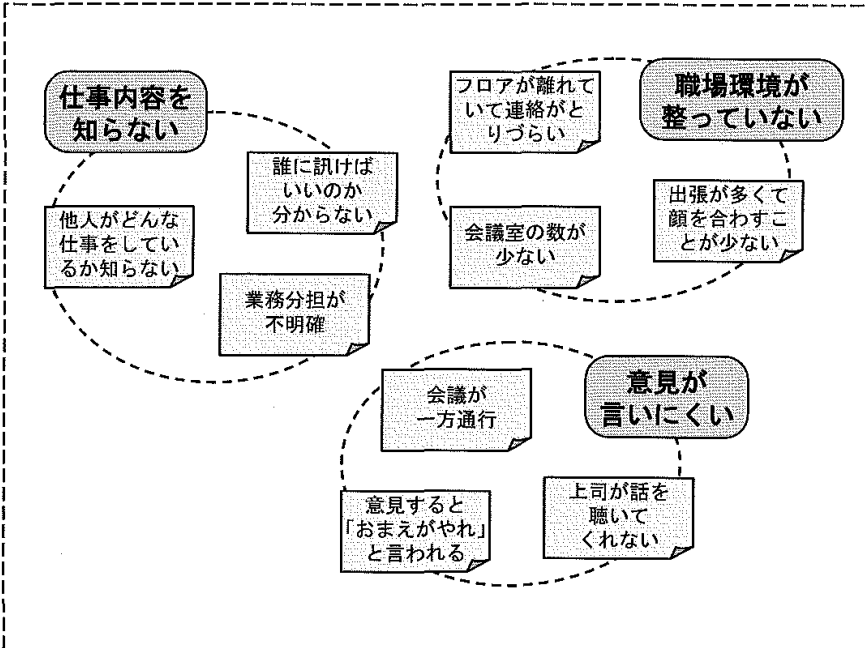 仕事内容を
知らない
誰に訊けば
いいのか
分からない
他人がどんな
仕事をしてい
るか知らない
業務分担が
不明確
職場環境が
整っていない
フロアが離れて
いて連絡がと
りづらい
出張が多くて
顔を合わすこ
とが少ない
会議室の数が
少ない
意見が
言いにくい
会議が
一方通行
意見すると
「おまえがやれ」
と言われる
上司が話を
聴いて
くれない